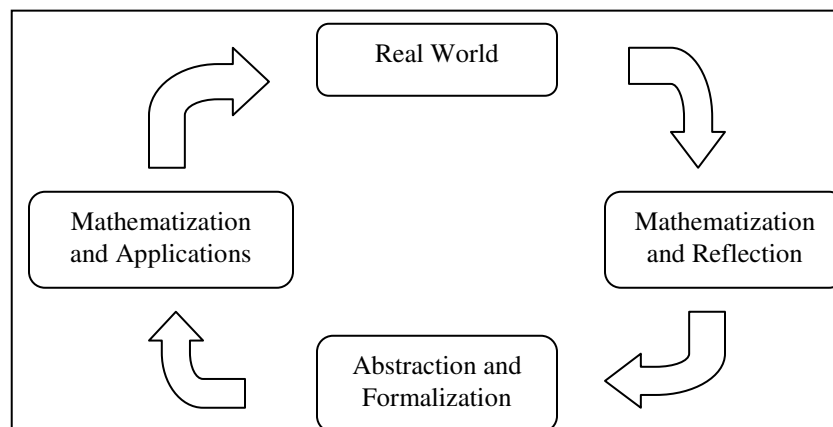 Real World
Mathematization
and Applications
Mathematization
and Reflection
Abstraction and
Formalization